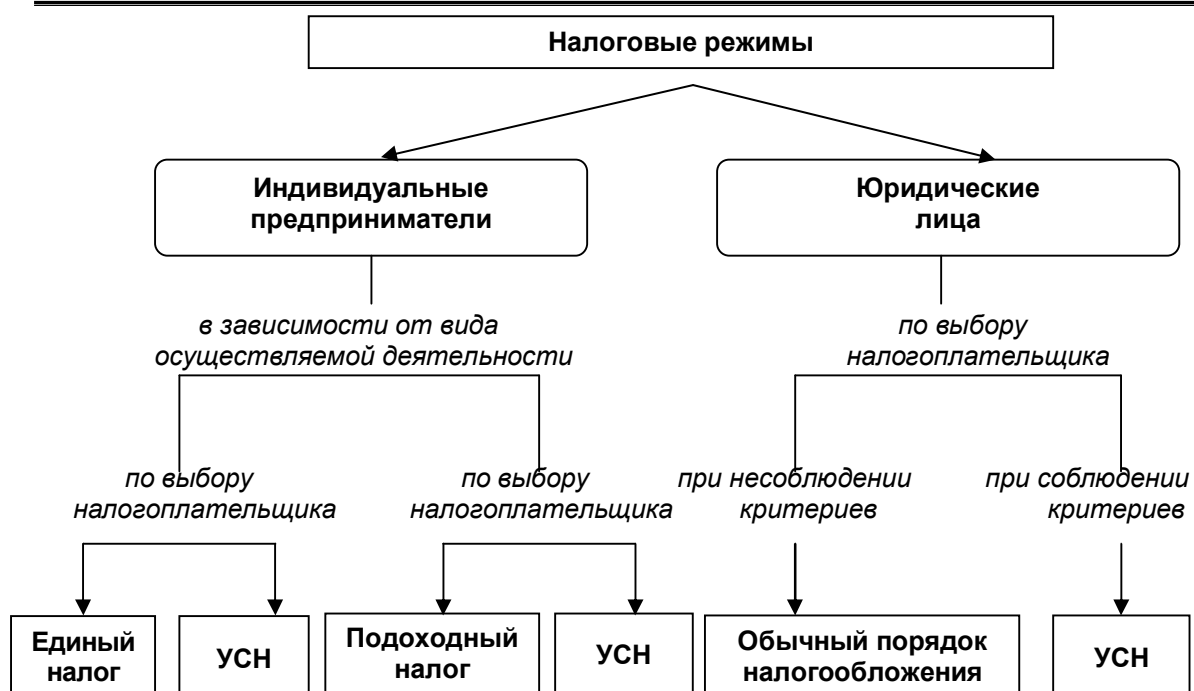 Налоговые режимы
Индивидуальные
предприниматели
Юридические
лица
в зависимости от вида
осуществляемой деятельности
по выбору
налогоплательщика
по выбору
налогоплательщика
по выбору
налогоплательщика
при несоблюдении
критериев
при соблюдении
критериев
Единый
налог
УСН
Подоходный
налог
УСН
Обычный порядок
налогообложения
УСН